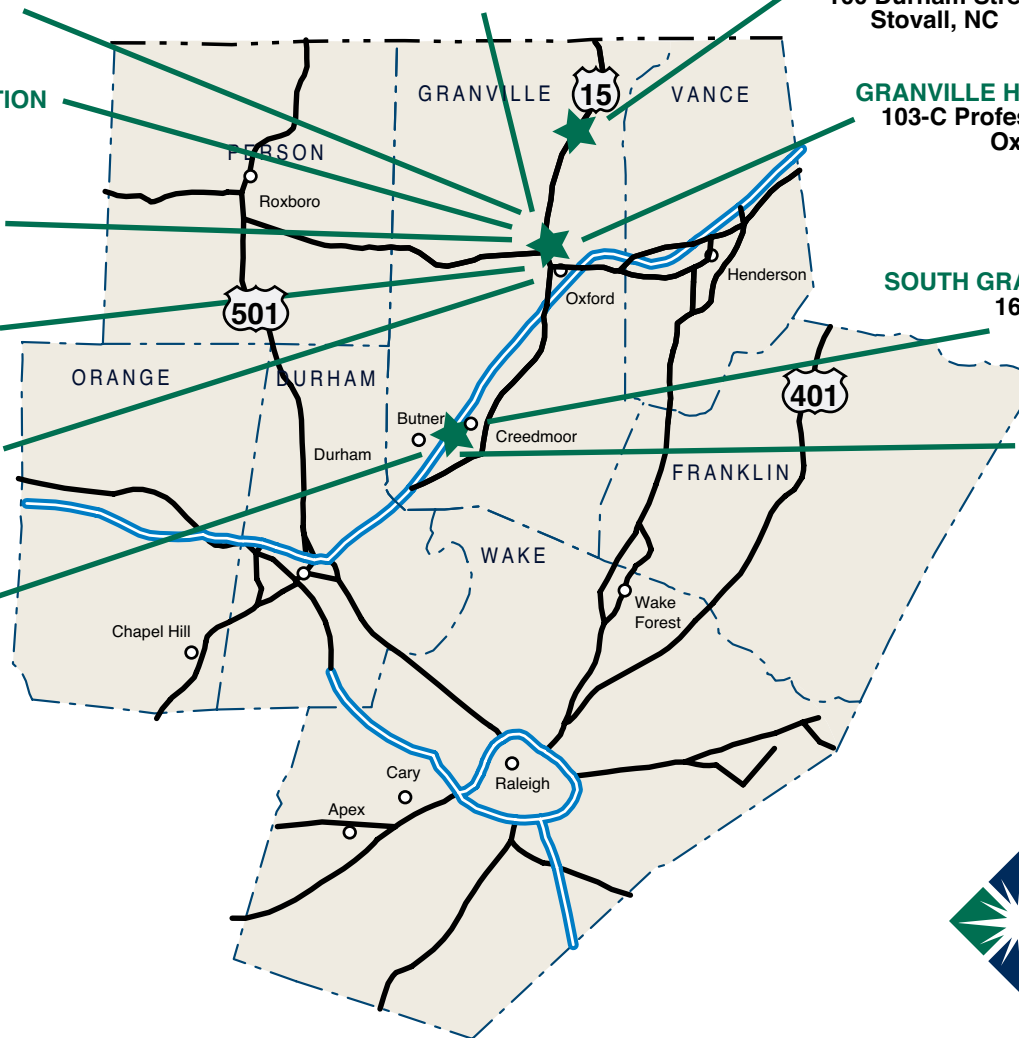 Stovall, NC
TION
GRANVILLE H
103-C Profes
Ox
GRANVILLE
15
VANCE
PERSON
Roxboro
Henderson
Oxford
SOUTH GRA
16
501
ORANGE
DURHAM
401
Butner
Creedmoor
Durham
FRANKLIN
WAKE
Wake
Forest
Chapel Hill
Cary
Raleigh
Apex